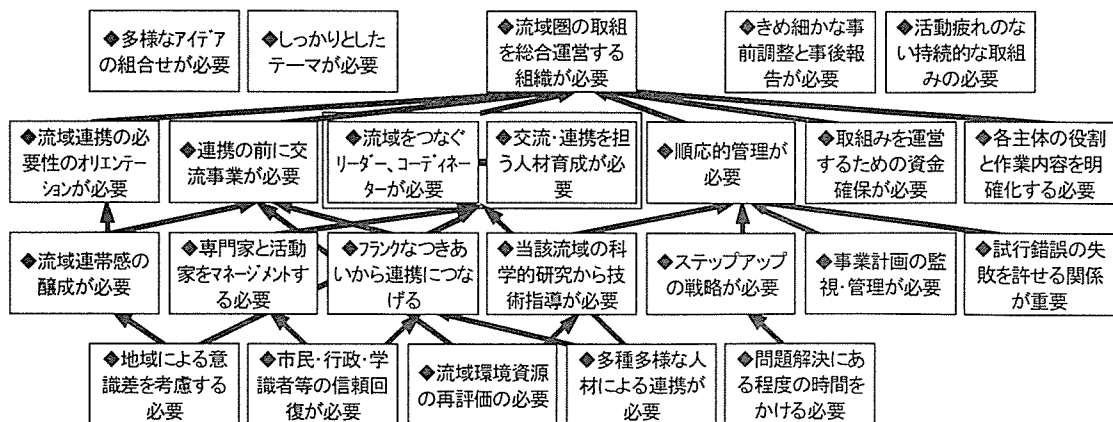 ◆多様なアイデア
の組合せが必要
◆しっかりとした
テーマが必要
◆流域圏の取組
を総合運営する
組織が必要
◆きめ細かな事
前調整と事後報
告が必要
◆活動疲れのな
い持続的な取組
みの必要
◆流域連携の必
要性のオリエンテー
ションが必要
◆連携の前に交
流事業が必要
◆流域をつなぐ
リーダー、コーディネー
ターが必要
◆交流・連携を担
う人材育成が必
要
◆順応的管理が
必要
◆取組みを運営
するための資金
確保が必要
◆各主体の役割
と作業内容を明
確化する必要
◆流域連帯感の
醸成が必要
◆専門家と活動
家をマネージメントす
る必要
◆フランクなつきあ
いから連携につな
げる
◆当該流域の科
学的研究から技
術指導が必要
◆ステップアップ
の戦略が必要
◆事業計画の監
視・管理が必要
◆試行錯誤の失
敗を許せる関係
が重要
◆地域による意
識差を考慮する
必要
◆市民・行政・学
識者等の信頼回
復が必要
◆流域環境資源
の再評価の必要
◆多種多様な人
材による連携が
必要
◆問題解決にあ
る程度の時間を
かける必要